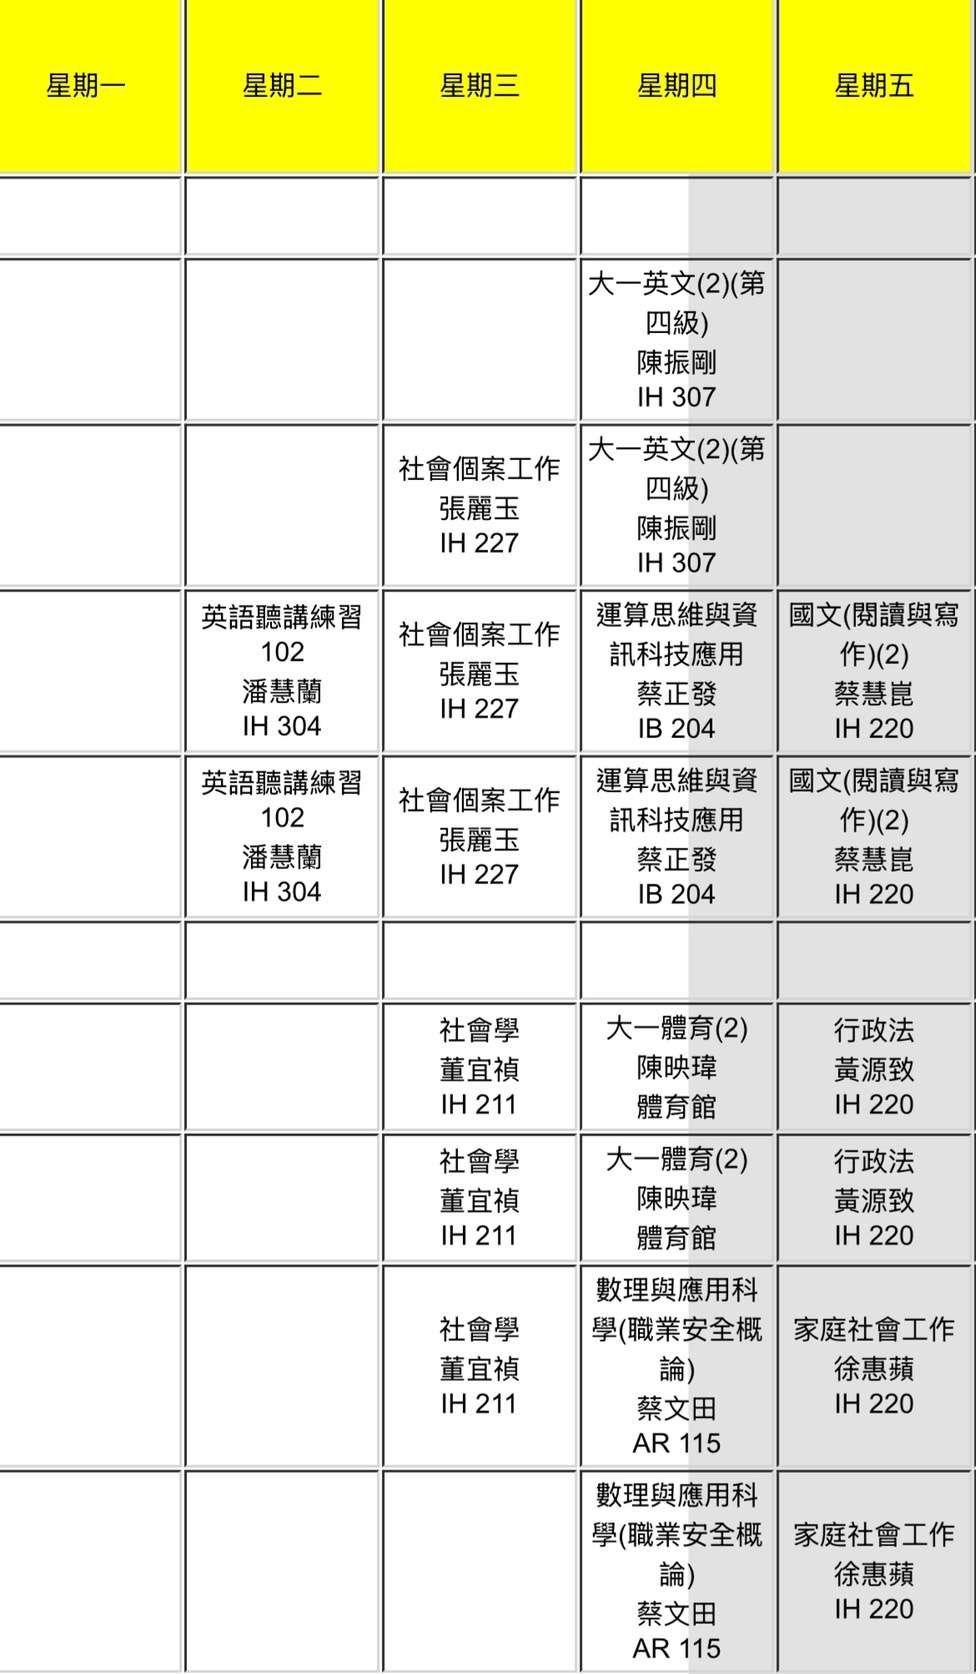 星期一
星期二
星期三
星期四
星期五
大一英文(2)(第
四級)
陳振剛
IH 307
社會個案工作
張麗玉
IH 227
大一英文(2)(第
四級)
陳振剛
IH 307
英語聽講練習
102
潘慧蘭
IH 304
社會個案工作
張麗玉
IH 227
運算思維與資
訊科技應用
蔡正發
IB 204
國文(閱讀與寫
作)(2)
蔡慧崑
IH 220
英語聽講練習
102
潘慧蘭
IH 304
社會個案工作
張麗玉
IH 227
運算思維與資
訊科技應用
蔡正發
IB 204
國文(閱讀與寫
作)(2)
蔡慧崑
IH 220
社會學
董宜禎
IH 211
大一體育(2)
陳映瑋
體育館
行政法
黃源致
IH 220
社會學
董宜禎
IH 211
大一體育(2)
陳映瑋
體育館
行政法
黃源致
IH 220
社會學
董宜禎
IH 211
數理與應用科
學(職業安全概
論)
蔡文田
AR 115
家庭社會工作
徐惠蘋
IH 220
數理與應用科
學(職業安全概
論)
蔡文田
AR 115
家庭社會工作
徐惠蘋
IH 220